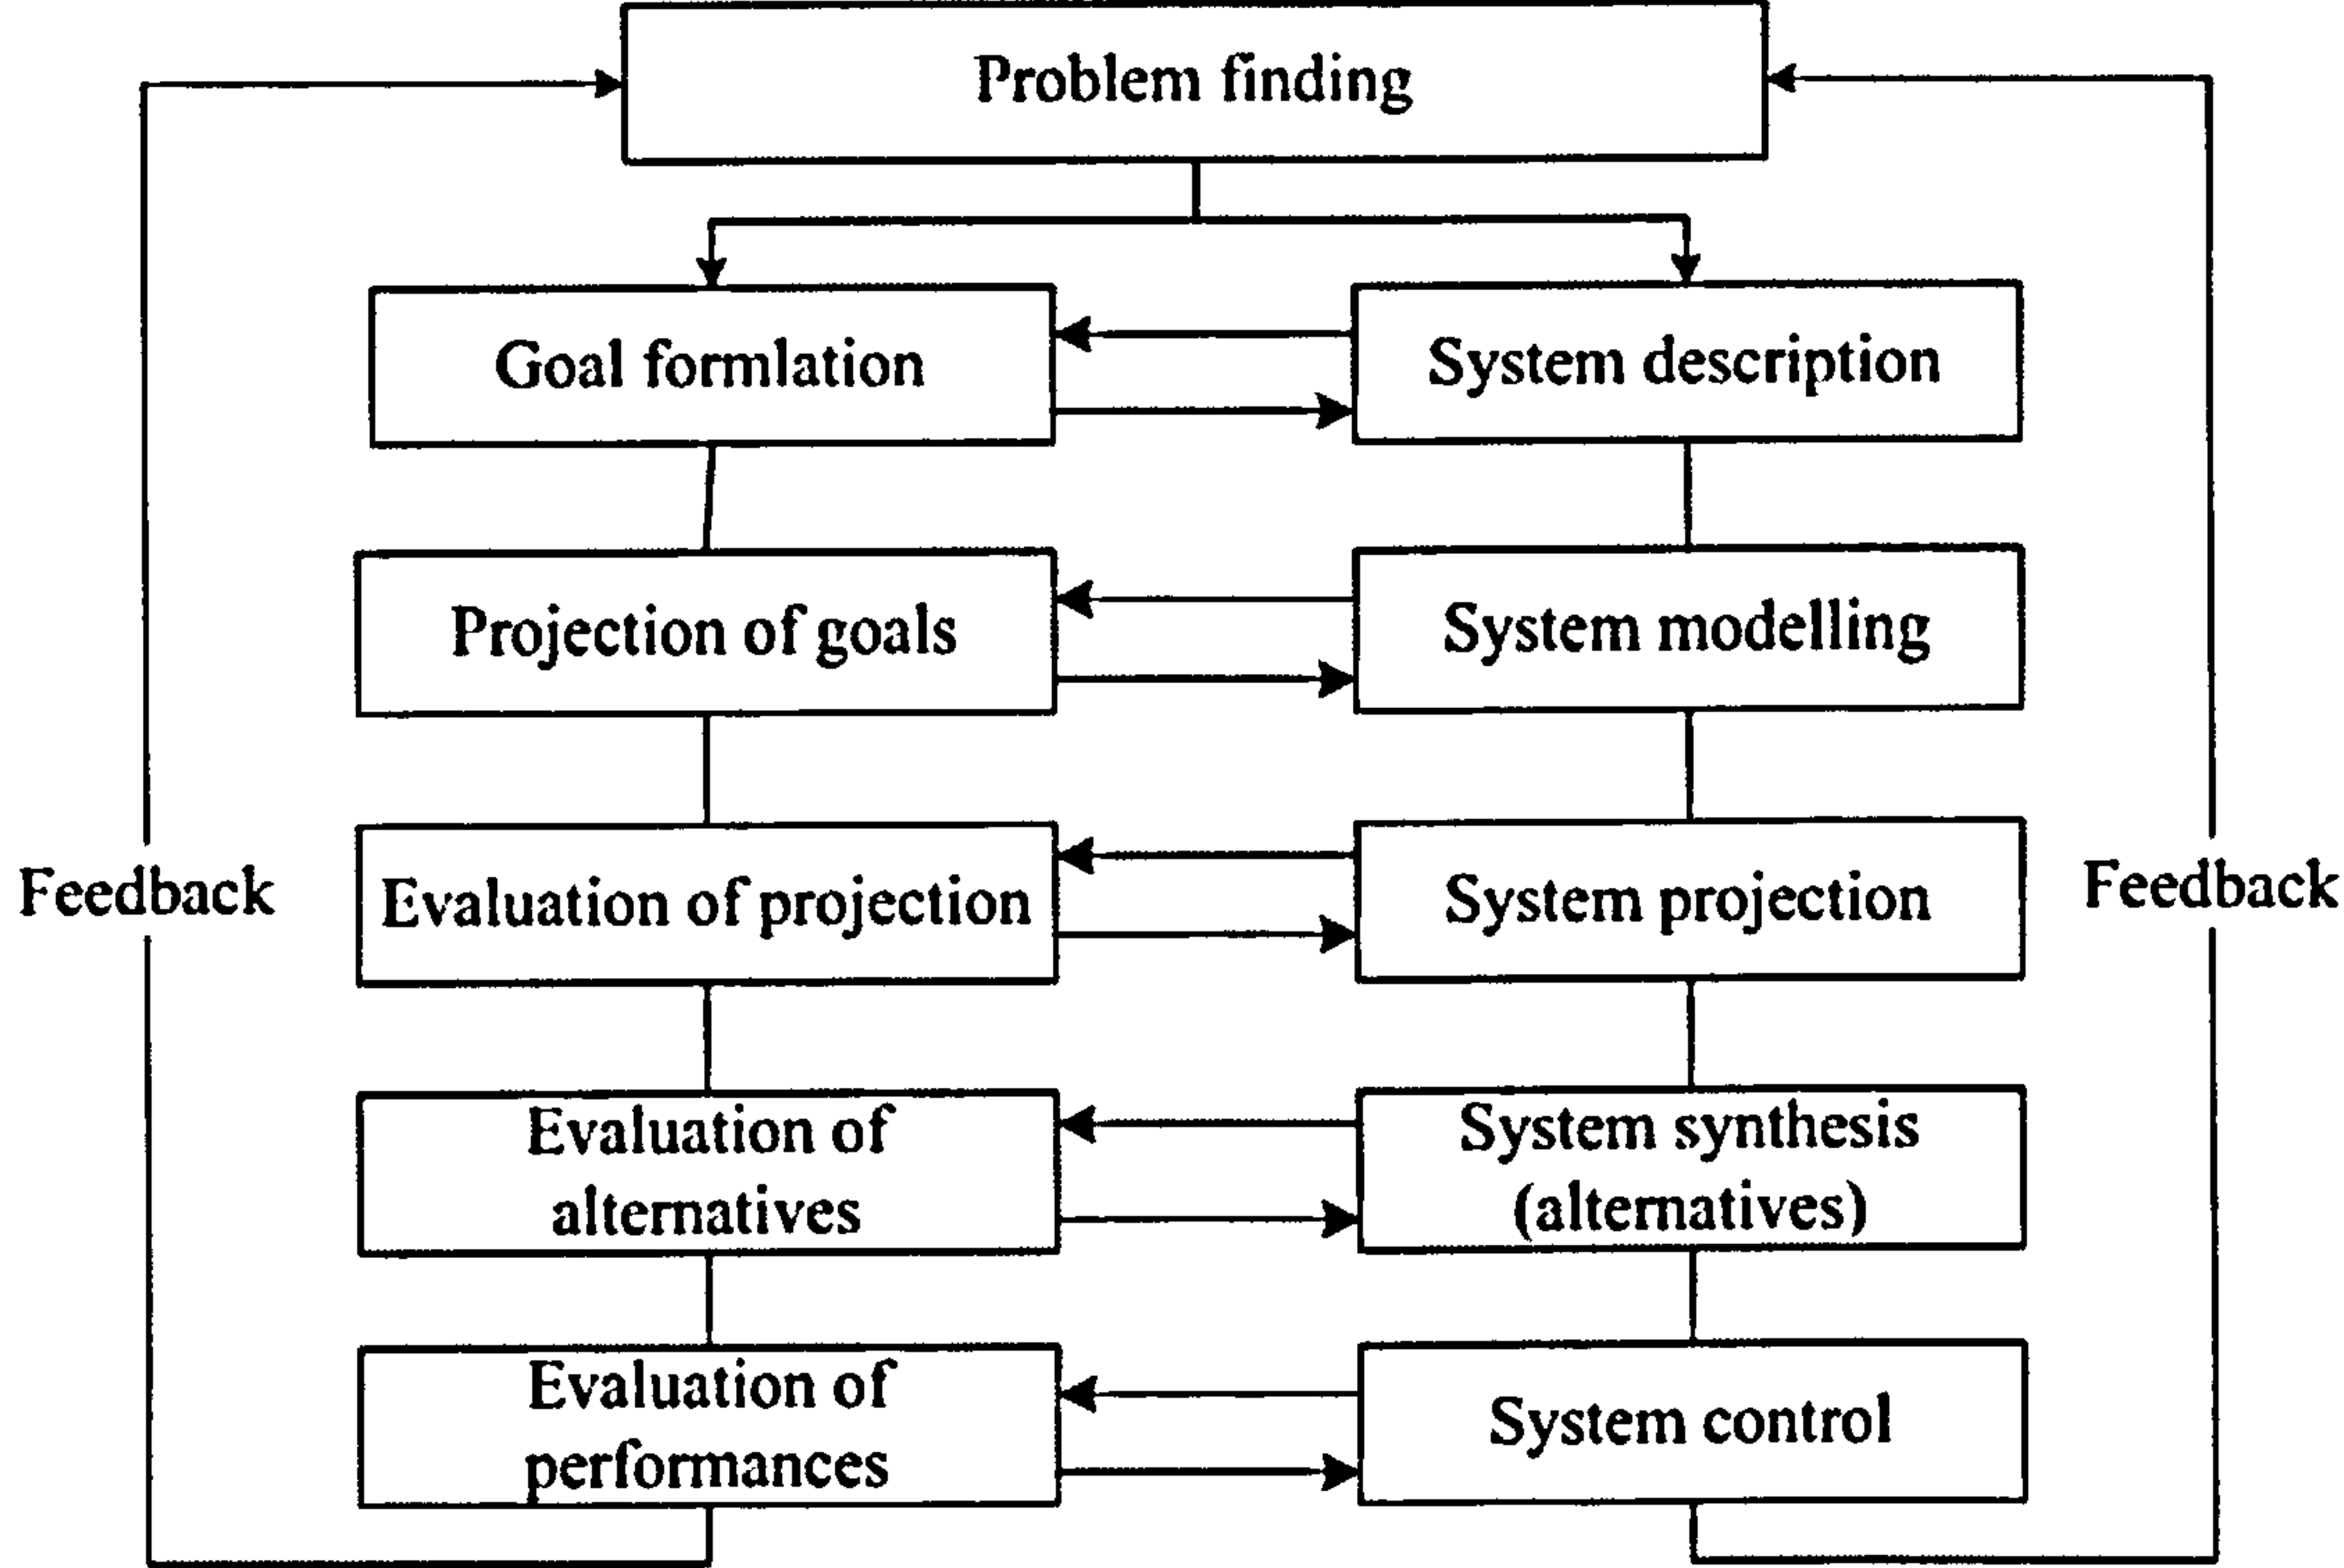 Problem finding
Goal formlation
System description
Projection of goals
System modelling
Feedback
Evaluation of projection
System projection
Feedback
Evaluation of
alternatives
System synthesis
(alternatives)
Evaluation of
performances
System control